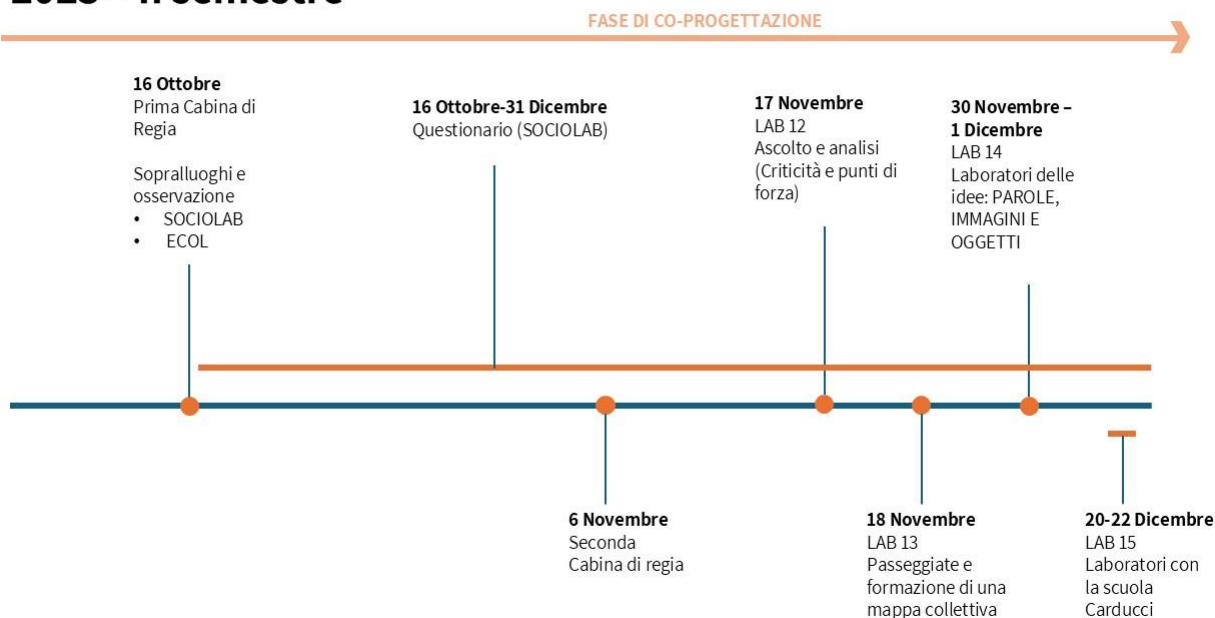 FASE DI CO-PROGETTAZIONE
16 Ottobre
Prima Cabina di
Regia
Sopralluoghi e
osservazione
• SOCIOLAB
• ECOL
16 Ottobre-31 Dicembre
Questionario (SOCIOLAB)
17 Novembre
LAB 12
Ascolto e analisi
(Criticità e punti di
forza)
30 Novembre –
1 Dicembre
LAB 14
Laboratori delle
idee: PAROLE,
IMMAGINI E
OGGETTI
6 Novembre
Seconda
Cabina di regia
18 Novembre
LAB 13
Passeggiate e
formazione di una
mappa collettiva
20-22 Dicembre
LAB 15
Laboratori con
la scuola
Carducci